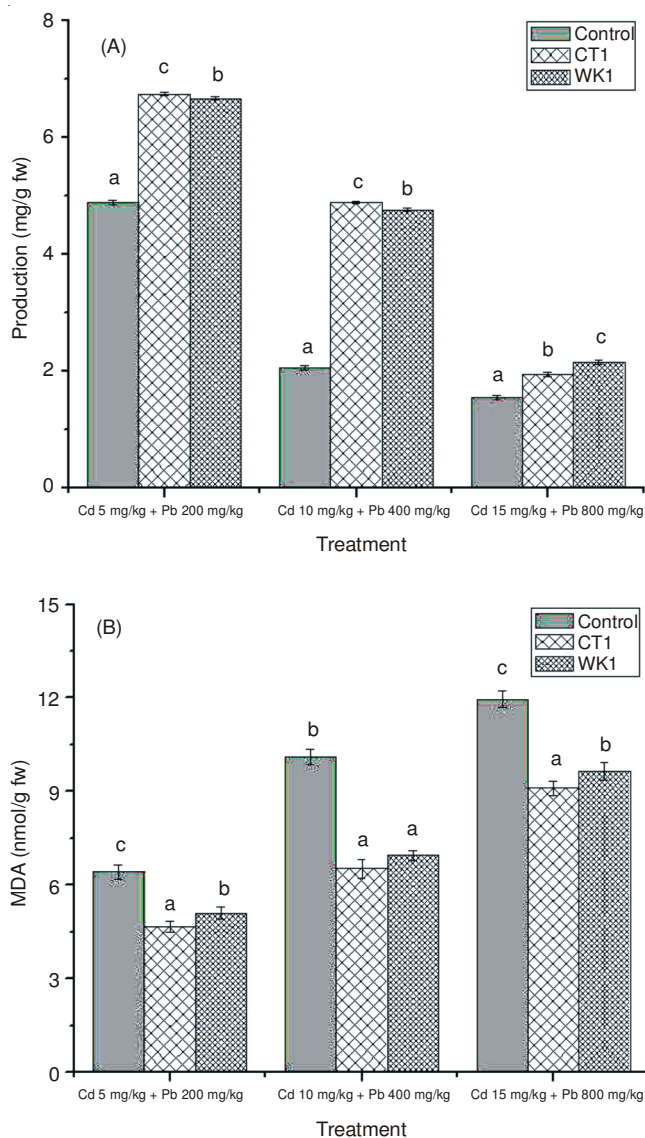 (A)
Control
CT1
WK1
8
6
4
2
0
Production (mg/g fw)
a
c
b
a
c
b
a
b
c
Cd 5 mg/kg + Pb 200 mg/kg
Cd 10 mg/kg + Pb 400 mg/kg
Cd 15 mg/kg + Pb 800 mg/kg
Treatment
(B)
Control
CT1
WK1
15
12
9
6
3
0
MDA (nmol/g fw)
c
a
b
b
a
a
c
a
b
Cd 5 mg/kg + Pb 200 mg/kg
Cd 10 mg/kg + Pb 400 mg/kg
Cd 15 mg/kg + Pb 800 mg/kg
Treatment